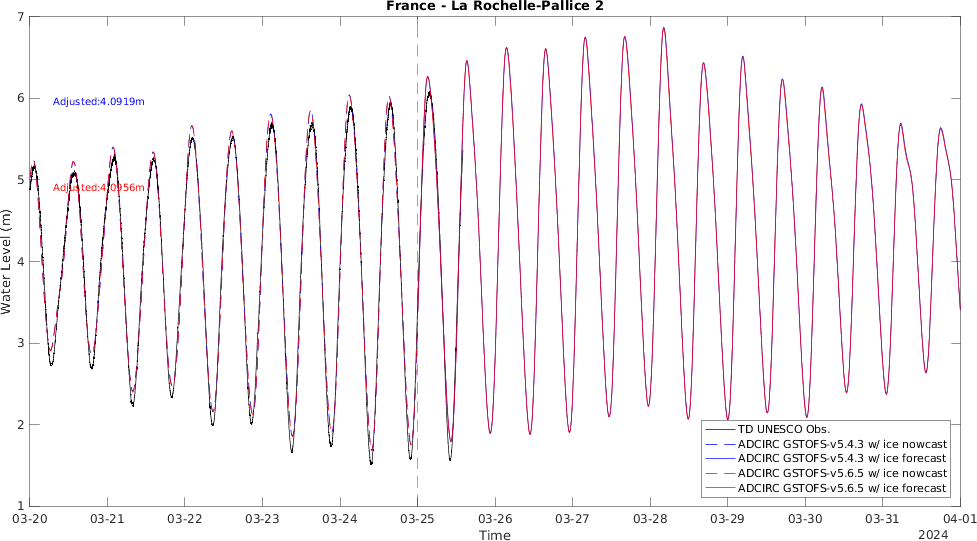 France - La Rochelle-Pallice 2
7
6
5
4
3
2
1
Water Level (m)
Adjusted:4.0919m
Adjusted:4.0956m
TD UNESCO Obs.
ADCIRC GSTOFS-v5.4.3 w/ ice nowcast
ADCIRC GSTOFS-v5.4.3 w/ ice forecast
ADCIRC GSTOFS-v5.6.5 w/ ice nowcast
ADCIRC GSTOFS-v5.6.5 w/ ice forecast
03-20 03-21 03-22 03-23 03-24 03-25 03-26 03-27 03-28 03-29 03-30 03-31 04-01
Time
2024